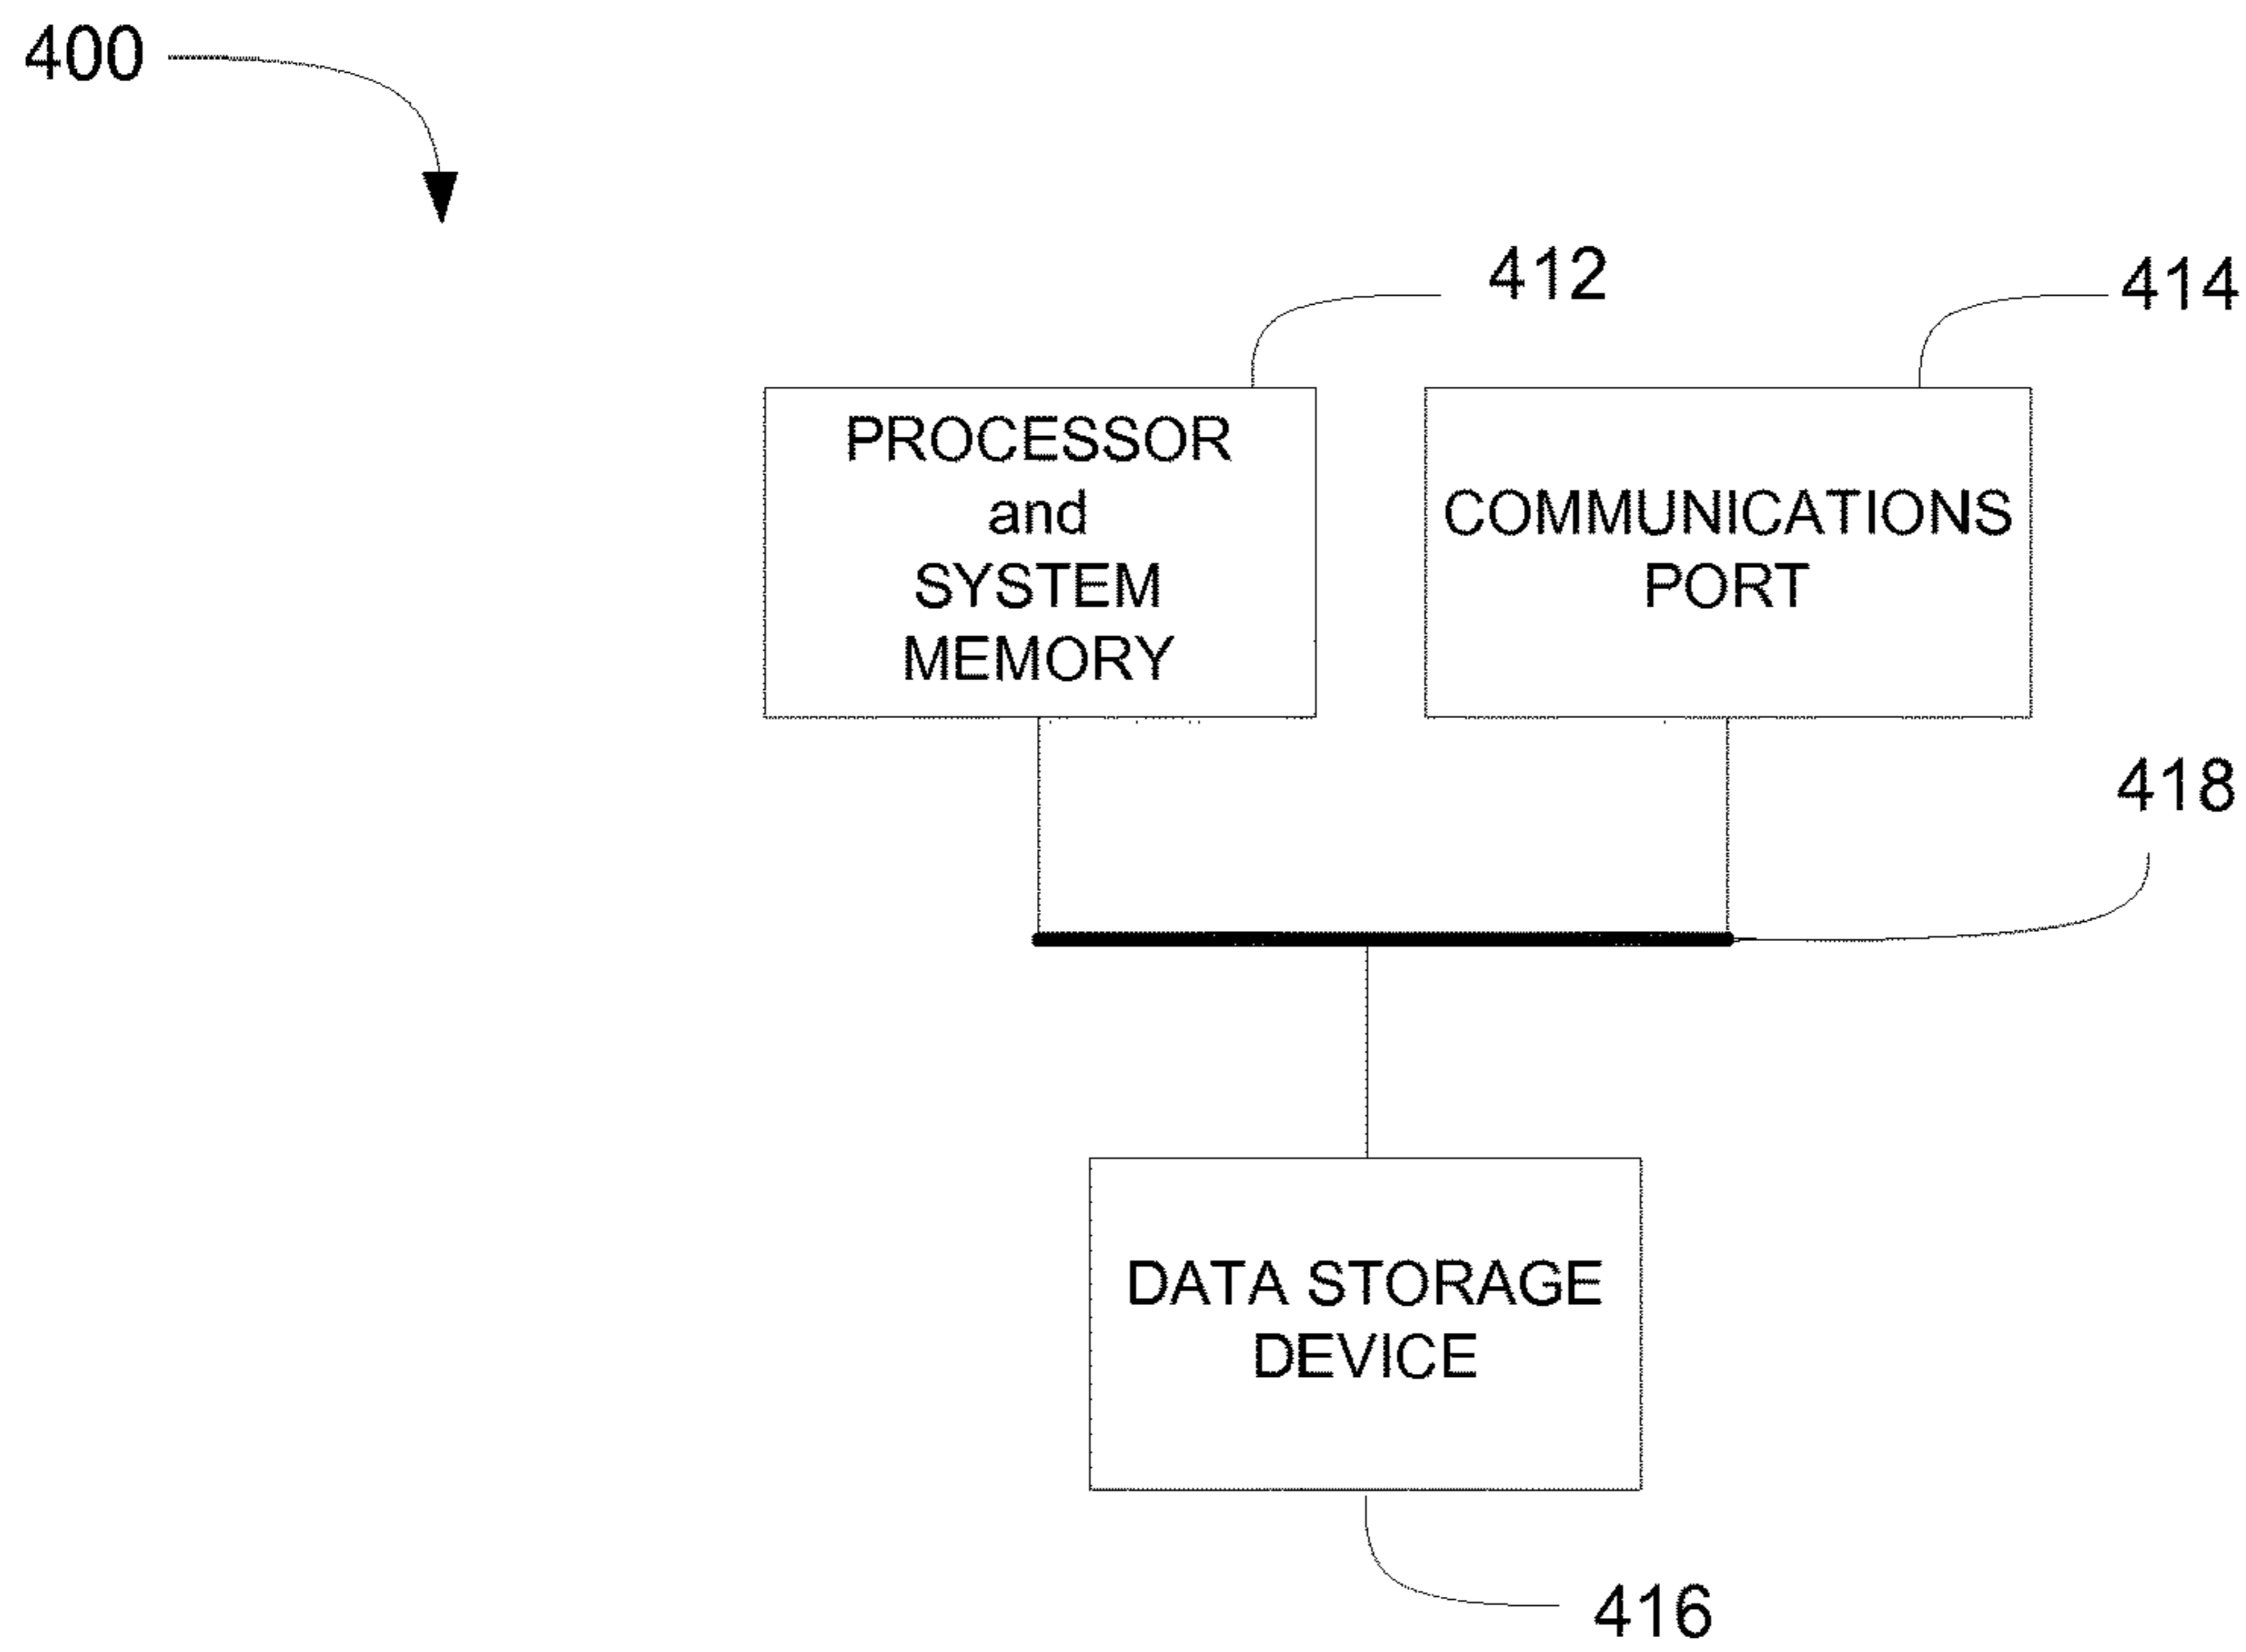 400
412
414
PROCESSOR
and
SYSTEM
MEMORY
COMMUNICATIONS
PORT
418
DATA STORAGE
DEVICE
416